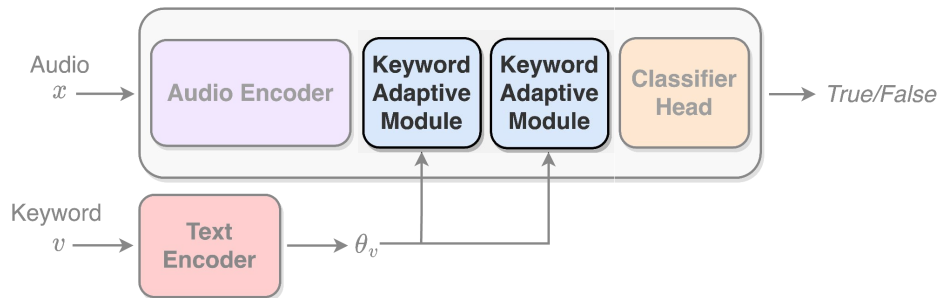 Audio
x
Audio Encoder
Keyword
Adaptive
Module
Keyword
Adaptive
Module
Classifier
Head
True/False
Keyword
v
Text
Encoder
θᵥ